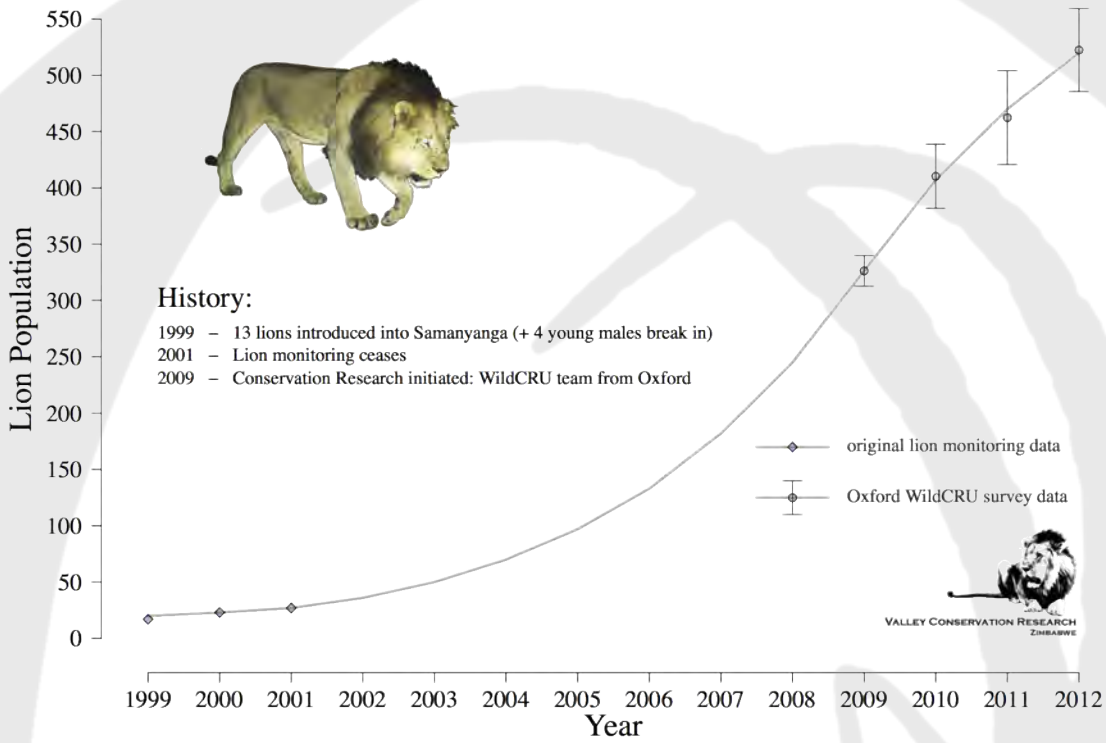 550
500
450
400
350
300
250
200
150
100
50
0
Lion Population
History:
1999 – 13 lions introduced into Samanyanga (+ 4 young males break in)
2001 – Lion monitoring ceases
2009 – Conservation Research initiated: WildCRU team from Oxford
original lion monitoring data
Oxford WildCRU survey data
VALLEY CONSERVATION RESEARCH
ZIMBABWE
1999 2000 2001 2002 2003 2004 2005 2006 2007 2008 2009 2010 2011 2012
Year